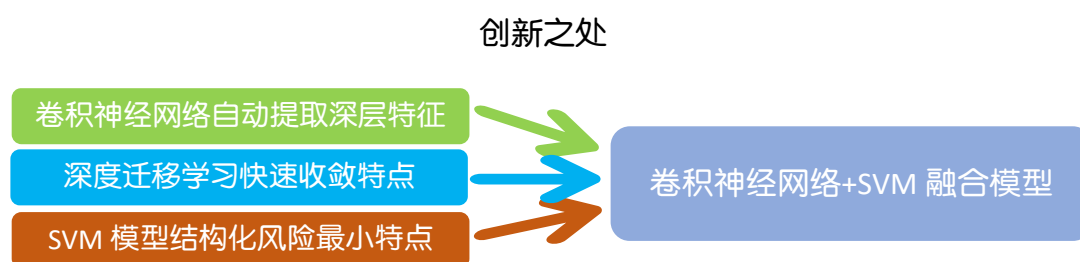 创新之处
卷积神经网络自动提取深层特征
深度迁移学习快速收敛特点
SVM 模型结构化风险最小特点
卷积神经网络+SVM 融合模型